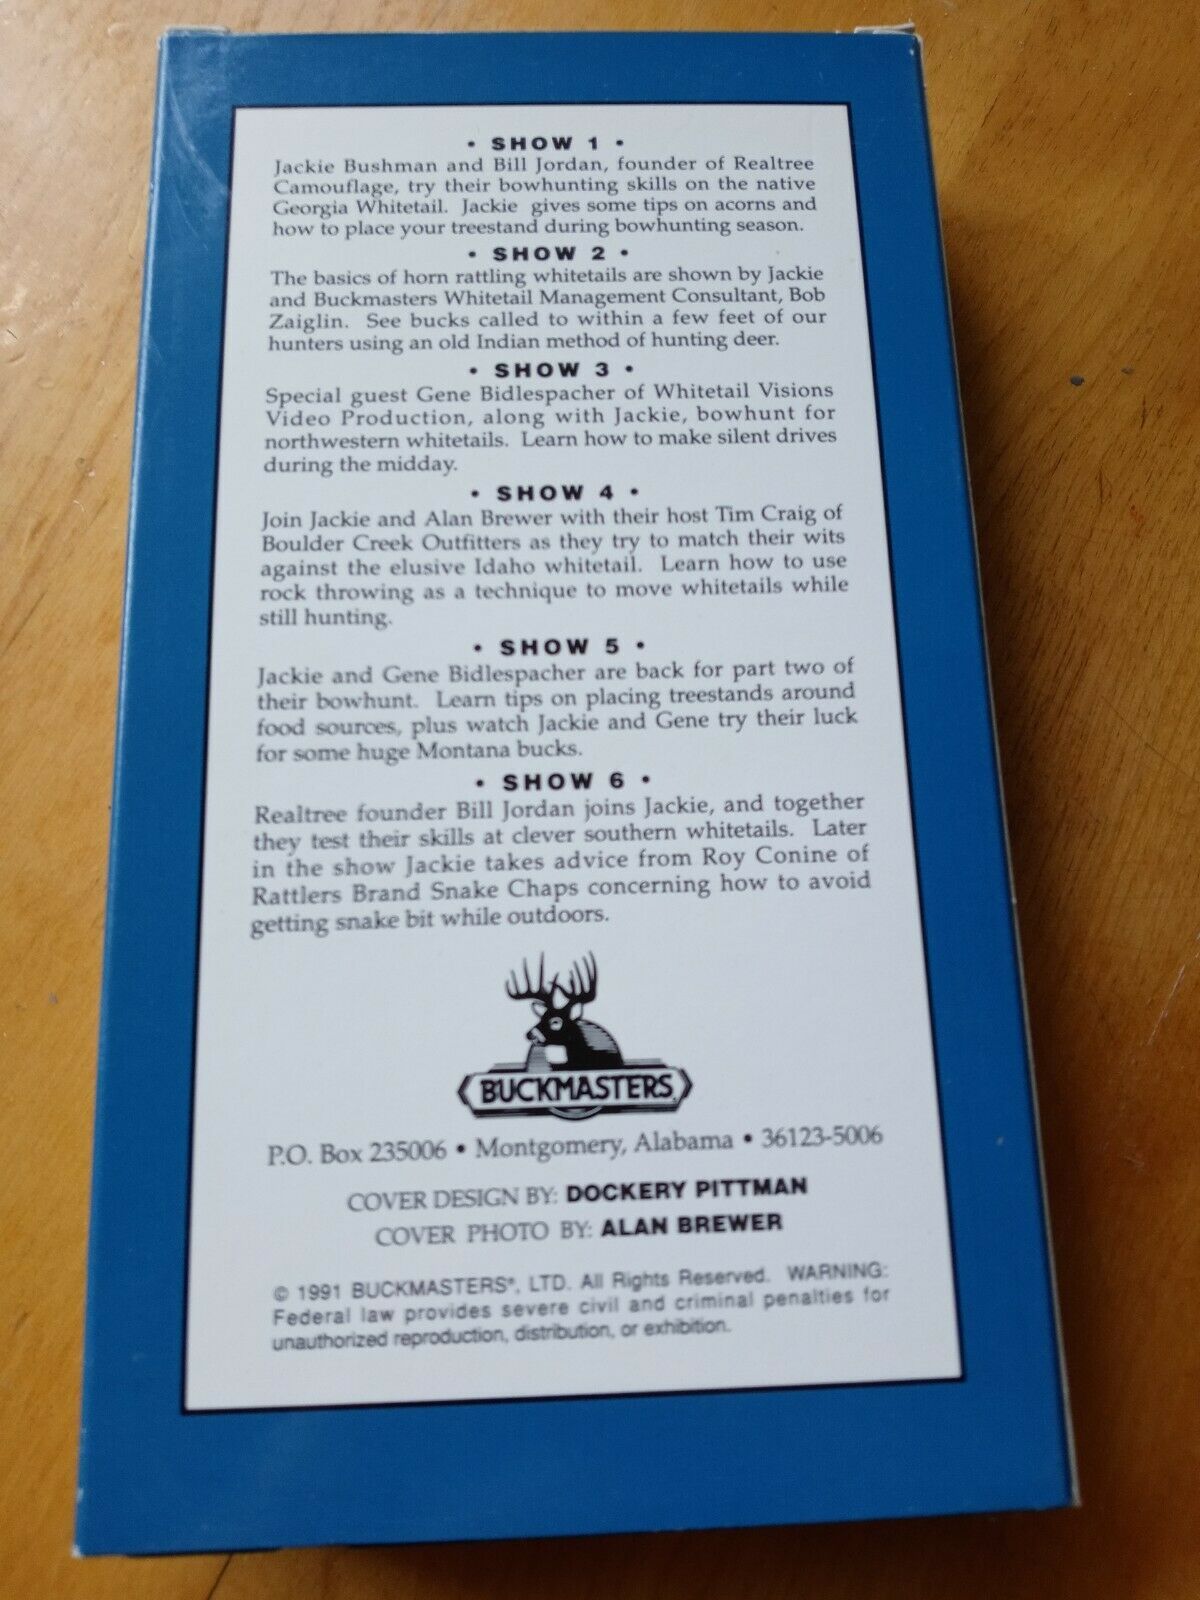 • SHOW 1 •
Jackie Bushman and Bill Jordan, founder of Realtree
Camouflage, try their bowhunting skills on the native
Georgia Whitetail. Jackie gives some tips on acorns and
how to place your treestand during bowhunting season.
• SHOW 2 •
The basics of horn rattling whitetails are shown by Jackie
and Buckmasters Whitetail Management Consultant, Bob
Zaiglin. See bucks called to within a few feet of our
hunters using an old Indian method of hunting deer.
• SHOW 3 •
Special guest Gene Bidlespacher of Whitetail Visions
Video Production, along with Jackie, bowhunt for
northwestern whitetails. Learn how to make silent drives
during the midday.
• SHOW 4 •
Join Jackie and Alan Brewer with their host Tim Craig of
Boulder Creek Outfitters as they try to match their wits
against the elusive Idaho whitetail. Learn how to use
rock throwing as a technique to move whitetails while
still hunting.
• SHOW 5 •
Jackie and Gene Bidlespacher are back for part two of
their bowhunt. Learn tips on placing treestands around
food sources, plus watch Jackie and Gene try their luck
for some huge Montana bucks.
• SHOW 6 •
Realtree founder Bill Jordan joins Jackie, and together
they test their skills at clever southern whitetails. Later
in the show Jackie takes advice from Roy Conine of
Rattlers Brand Snake Chaps concerning how to avoid
getting snake bit while outdoors.
BUCKMASTERS
P.O. Box 235006 • Montgomery, Alabama • 36123-5006
COVER DESIGN BY: DOCKERY PITTMAN
COVER PHOTO BY: ALAN BREWER
© 1991 BUCKMASTERS®, LTD. All Rights Reserved. WARNING:
Federal law provides severe civil and criminal penalties for
unauthorized reproduction, distribution, or exhibition.